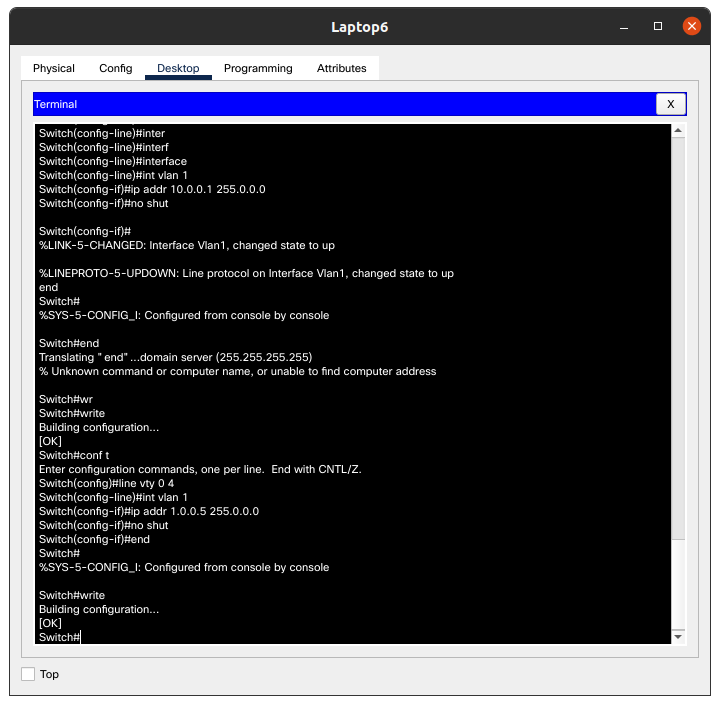 Laptop6
Physical Config Desktop Programming Attributes
Terminal X
Switch(config-line)#inter
Switch(config-line)#interf
Switch(config-line)#interface
Switch(config-line)#int vlan 1
Switch(config-if)#ip addr 10.0.0.1 255.0.0.0
Switch(config-if)#no shut
Switch(config-if)#
%LINK-5-CHANGED: Interface Vlan1, changed state to up
%LINEPROTO-5-UPDOWN: Line protocol on Interface Vlan1, changed state to up
end
Switch#
%SYS-5-CONFIG_I: Configured from console by console
Switch#end
Translating "end"...domain server (255.255.255.255)
% Unknown command or computer name, or unable to find computer address
Switch#wr
Switch#write
Building configuration...
[OK]
Switch#conf t
Enter configuration commands, one per line. End with CNTL/Z.
Switch(config)#line vty 0 4
Switch(config-line)#int vlan 1
Switch(config-if)#ip addr 1.0.0.5 255.0.0.0
Switch(config-if)#no shut
Switch(config-if)#end
Switch#
%SYS-5-CONFIG_I: Configured from console by console
Switch#write
Building configuration...
[OK]
Switch#
Top